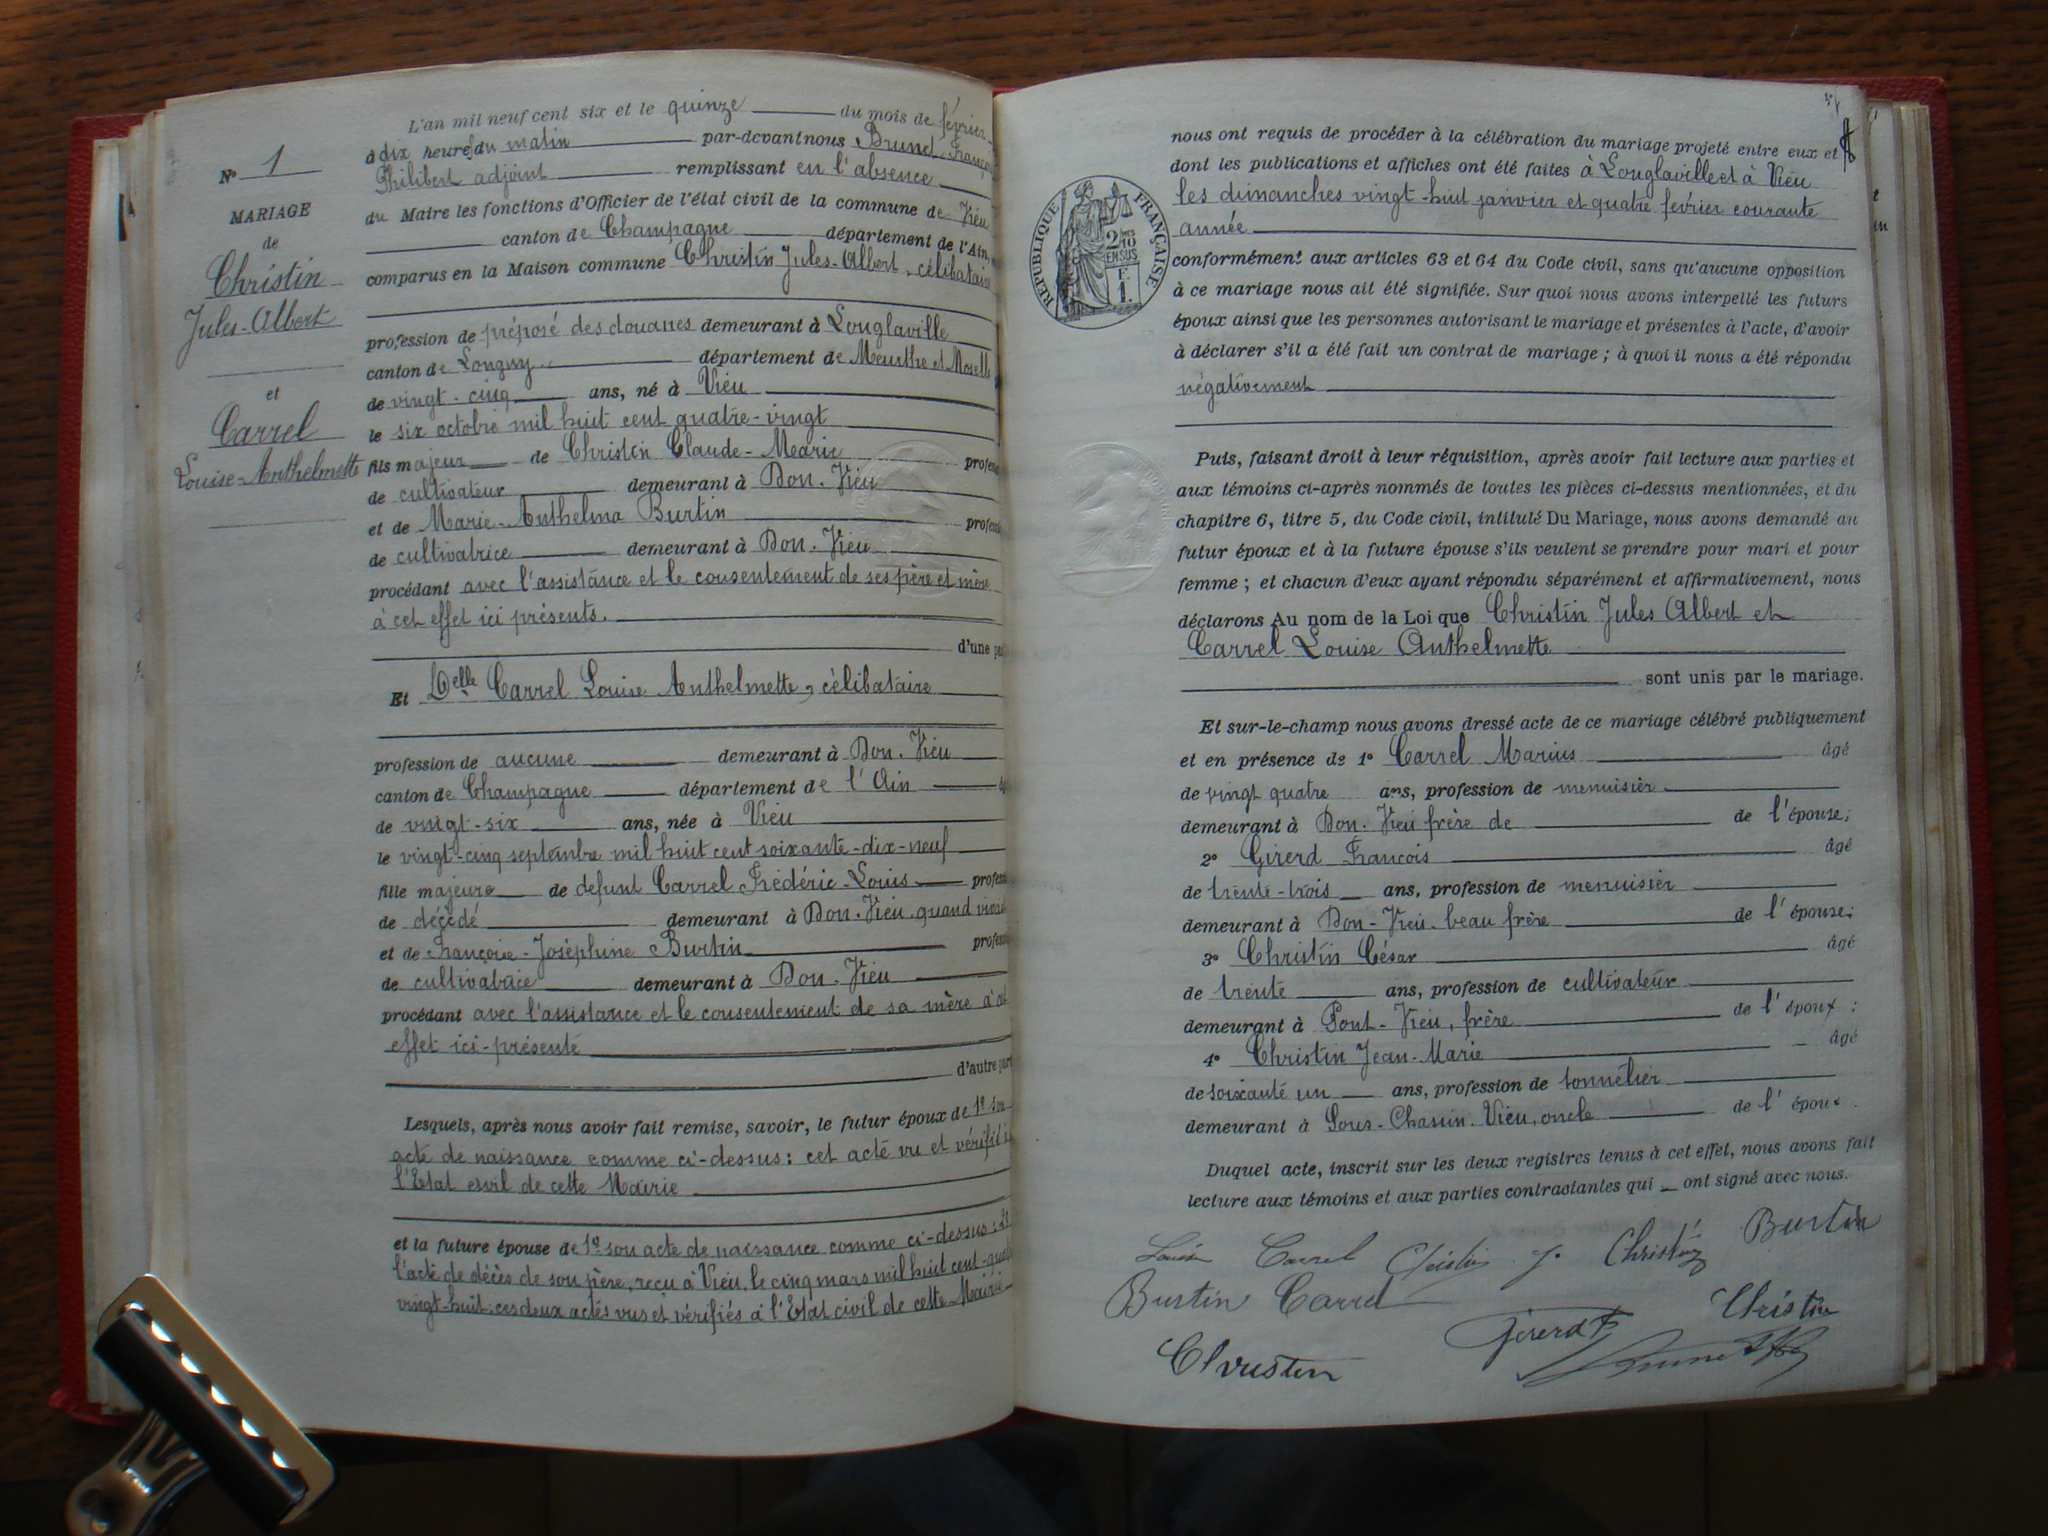 N° 1
MARIAGE
de
Christin
Jules-Albert
et
Carrel
Louise-Anthelmette
L'an mil neuf cent six et le quinze du mois de février
à dix heures du matin par-devant nous Brunet François
Philibert adjoint remplissant en l'absence
du Maire les fonctions d'Officier de l'état civil de la commune de Vieu
canton de Champagne département de l'Ain,
comparus en la Maison commune Christin Jules-Albert, célibataire
profession de préposé des douanes demeurant à Longlaville
canton de Longwy département de Meurthe et Moselle
de vingt-cinq ans, né à Vieu
le six octobre mil huit cent quatre-vingt
fils majeur de Christin Claude-Marie profess
de cultivateur demeurant à Don. Vieu
et de Marie-Anthelma Burtin profess
de cultivatrice demeurant à Don. Vieu
procédant avec l'assistance et le consentement de ses père et mère
à cet effet ici présents.
d'une pa
Et Delle Carrel Louise Anthelmette, célibataire
profession de aucune demeurant à Don. Vieu
canton de Champagne département de l'Ain
de vingt-six ans, née à Vieu
le vingt-cinq septembre mil huit cent soixante-dix-neuf
fille majeure de défunt Carrel Frédéric-Louis profess
de décédé demeurant à Don. Vieu, quand vivai
et de Françoise-Joséphine Burtin professi
de cultivatrice demeurant à Don. Vieu
procédant avec l'assistance et le consentement de sa mère à cet
effet ici-présente
d'autre part
Lesquels, après nous avoir fait remise, savoir, le futur époux de 1° son
acte de naissance comme ci-dessus: cet acte vu et vérifié à
l'Etat civil de cette Mairie
et la future épouse de 1° son acte de naissance comme ci-dessus; 2°
l'acte de décès de son père, reçu à Vieu, le cinq mars mil huit cent-quatre
vingt-huit; ces deux actes vus et vérifiés à l'Etat civil de cette Mairie
nous ont requis de procéder à la célébration du mariage projeté entre eux et
dont les publications et affiches ont été faites à Longlaville et à Vieu
les dimanches vingt-huit janvier et quatre février courante
année
REPUBLIQUE FRANÇAISE
2/10
EN SUS
F.
1.
conformément aux articles 63 et 64 du Code civil, sans qu'aucune opposition
à ce mariage nous ait été signifiée. Sur quoi nous avons interpellé les futurs
époux ainsi que les personnes autorisant le mariage et présentes à l'acte, d'avoir
à déclarer s'il a été fait un contrat de mariage; à quoi il nous a été répondu
négativement
Puis, faisant droit à leur réquisition, après avoir fait lecture aux parties et
aux témoins ci-après nommés de toutes les pièces ci-dessus mentionnées, et du
chapitre 6, titre 5, du Code civil, intitulé Du Mariage, nous avons demandé au
futur époux et à la future épouse s'ils veulent se prendre pour mari et pour
femme; et chacun d'eux ayant répondu séparément et affirmativement, nous
déclarons Au nom de la Loi que Christin Jules Albert et
Carrel Louise Anthelmette
sont unis par le mariage.
Et sur-le-champ nous avons dressé acte de ce mariage célébré publiquement
et en présence de 1° Carrel Marius âgé
de vingt quatre ans, profession de menuisier
demeurant à Don. Vieu frère de de l'épouse;
2° Girerd François âgé
de trente-trois ans, profession de menuisier
demeurant à Don-Vieu. beau frère de l'épouse;
3° Christin César âgé
de trente ans, profession de cultivateur
demeurant à Pont-Vieu, frère de l'époux:
4° Christin Jean-Marie âgé
de soixante un ans, profession de tonnelier
demeurant à Sous-Chassin. Vieu, oncle de l'époux.
Duquel acte, inscrit sur les deux registres tenus à cet effet, nous avons fait
lecture aux témoins et aux parties contractantes qui ont signé avec nous.
Louise Carrel Christin J. Christin Burtin
Burtin Carrel Girerd F Christin
Christin Brunet